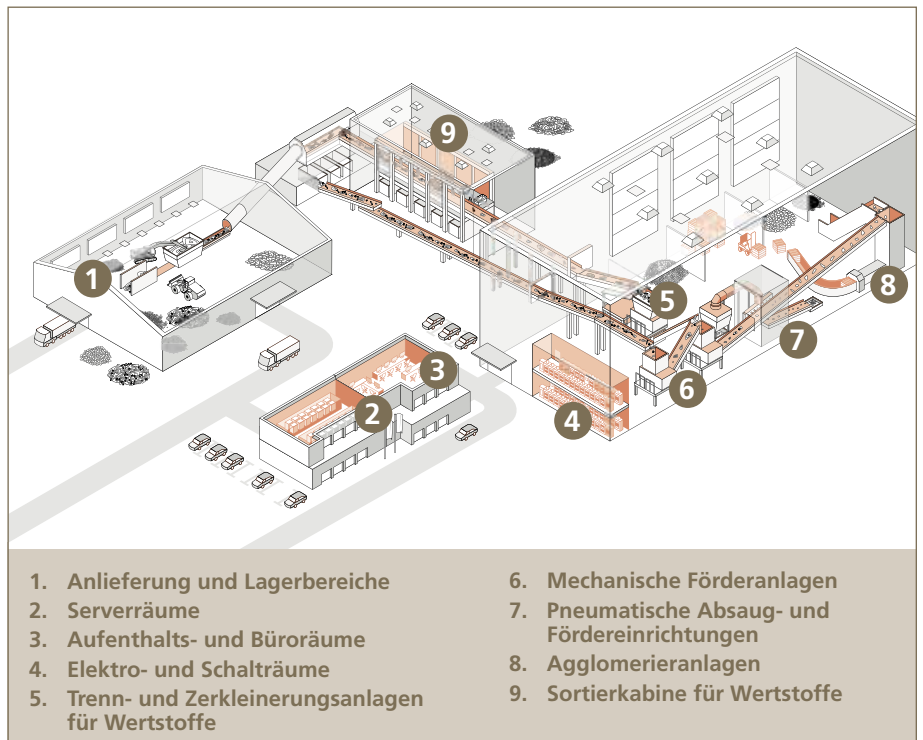 9
1
5
8
3
7
6
2
4
1. Anlieferung und Lagerbereiche
2. Serverräume
3. Aufenthalts- und Büroräume
4. Elektro- und Schalträume
5. Trenn- und Zerkleinerungsanlagen
für Wertstoffe
6. Mechanische Förderanlagen
7. Pneumatische Absaug- und
Fördereinrichtungen
8. Agglomerieranlagen
9. Sortierkabine für Wertstoffe